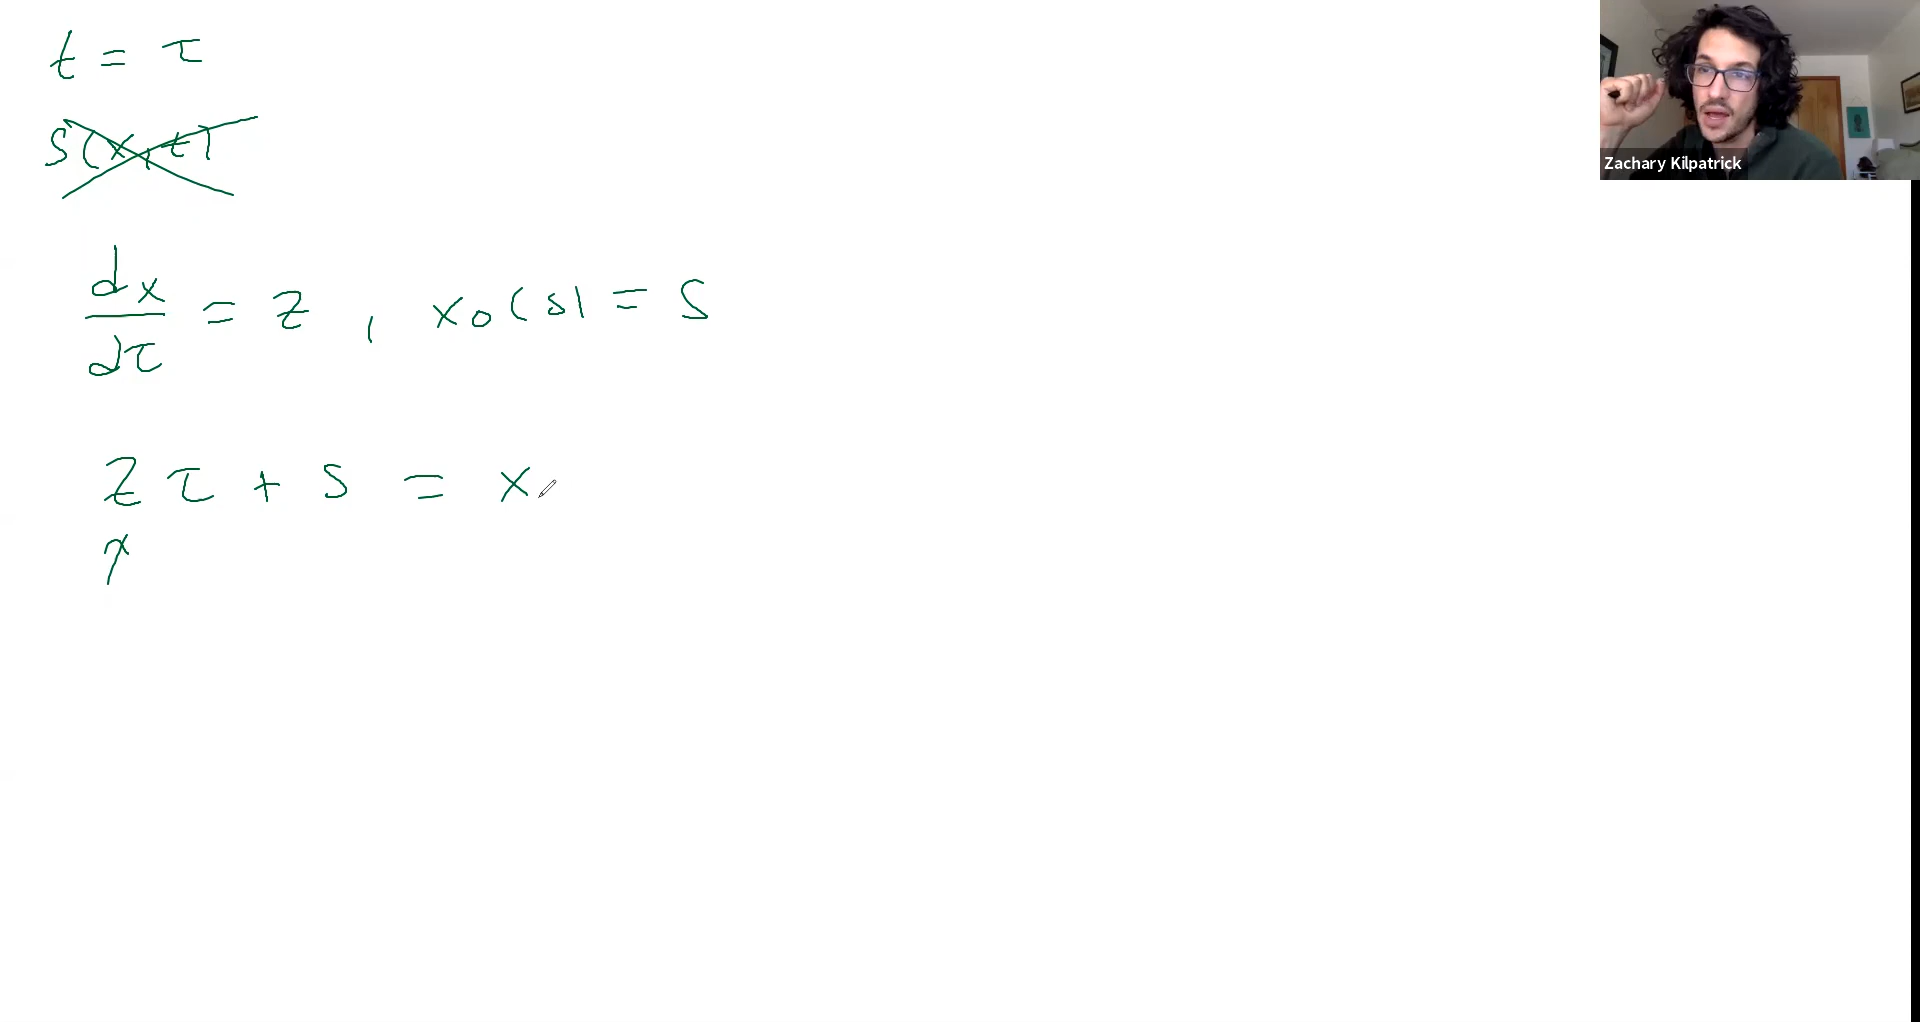 t = τ
Zachary Kilpatrick
s(x,t)
dx/dτ = z , x₀(s) = s
zτ + s = x